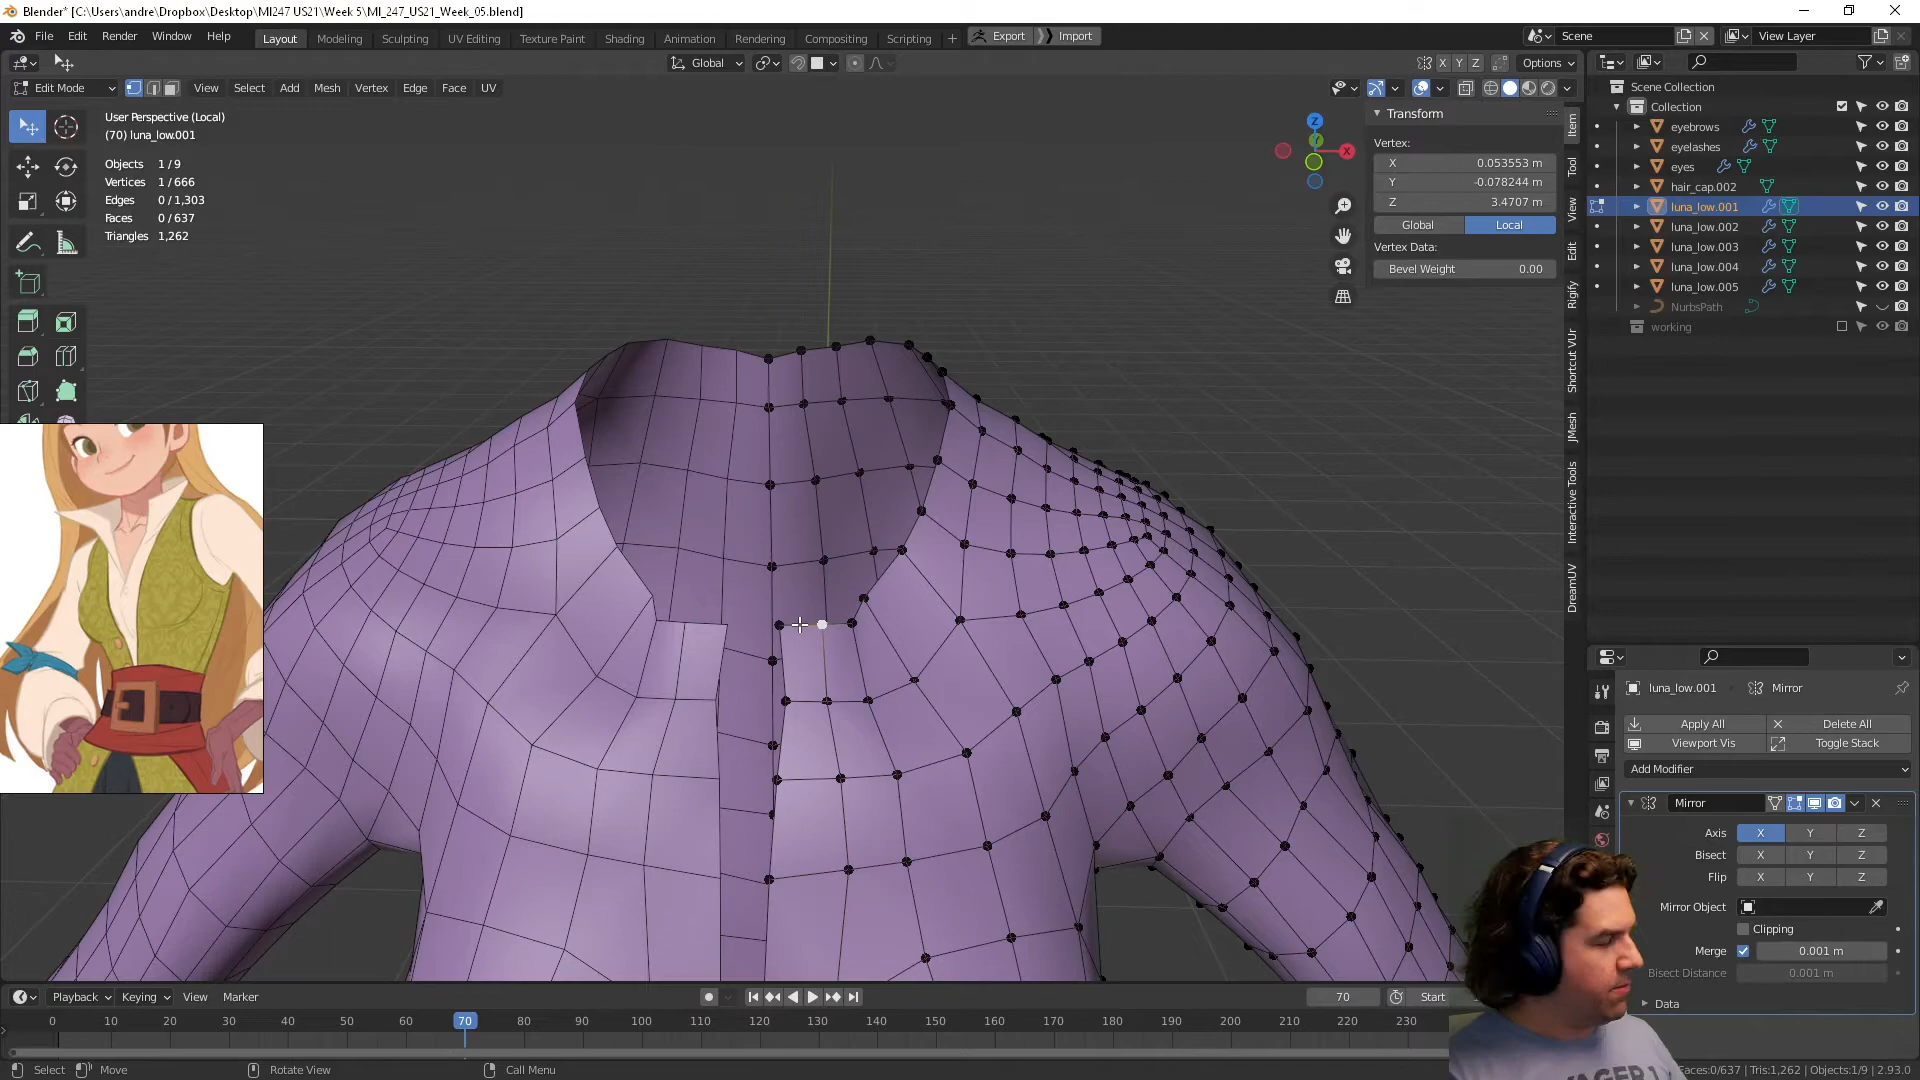 Blender* [C:\Users\andre\Dropbox\Desktop\MI247 US21\Week 5\MI_247_US21_Week_05.blend]
File Edit Render Window Help Layout Modeling Sculpting UV Editing Texture Paint Shading Animation Rendering Compositing Scripting + Export Import Scene View Layer
Global X Y Z Options
Edit Mode View Select Add Mesh Vertex Edge Face UV
User Perspective (Local)
(70) luna_low.001
Objects 1 / 9
Vertices 1 / 666
Edges 0 / 1,303
Faces 0 / 637
Triangles 1,262
Z
X
Transform
Vertex:
X 0.053553 m
Y -0.078244 m
Z 3.4707 m
Global Local
Vertex Data:
Bevel Weight 0.00
Item
Tool
View
Edit
Rigify
Shortcut VUr
JMesh
Interactive Tools
DreamUV
Scene Collection
Collection
eyebrows
eyelashes
eyes
hair_cap.002
luna_low.001
luna_low.002
luna_low.003
luna_low.004
luna_low.005
NurbsPath
working
luna_low.001 Mirror
Apply All Delete All
Viewport Vis Toggle Stack
Add Modifier
Mirror
Axis X Y Z
Bisect X Y Z
Flip X Y Z
Mirror Object
Clipping
Merge 0.001 m
Bisect Distance 0.001 m
Data
Playback Keying View Marker 70 Start
0 10 20 30 40 50 60 70 80 90 100 110 120 130 140 150 160 170 180 190 200 210 220 230
Select Move Rotate View Call Menu Faces:0/637 | Tris:1,262 | Objects:1/9 | 2.93.0